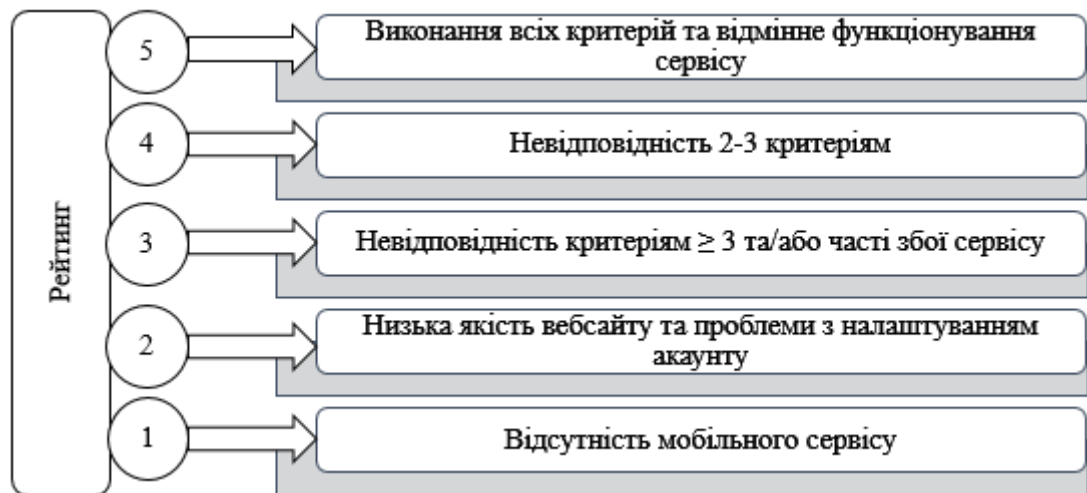 Рейтинг
5
Виконання всіх критерій та відмінне функціонування
сервісу
4
Невідповідність 2-3 критеріям
3
Невідповідність критеріям ≥ 3 та/або часті збої сервісу
2
Низька якість вебсайту та проблеми з налаштуванням
акаунту
1
Відсутність мобільного сервісу